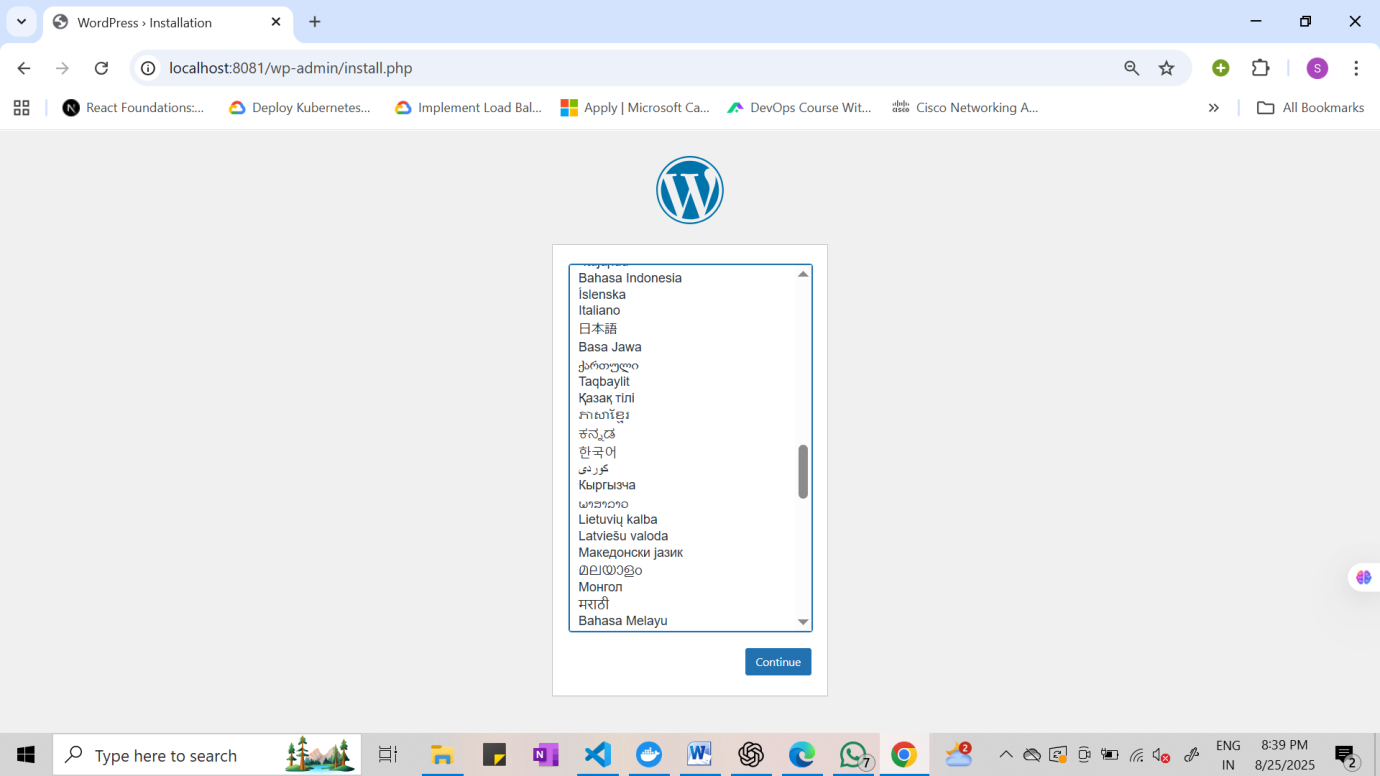 WordPress › Installation
localhost:8081/wp-admin/install.php
S
React Foundations:...
Deploy Kubernetes...
Implement Load Bal...
Apply | Microsoft Ca...
DevOps Course Wit...
Cisco Networking A...
All Bookmarks
Bahasa Indonesia
Íslenska
Italiano
日本語
Basa Jawa
ქართული
Taqbaylit
Қазақ тілі
ភាសាខ្មែរ
ಕನ್ನಡ
한국어
كوردی
Кыргызча
ພາສາລາວ
Lietuvių kalba
Latviešu valoda
Македонски јазик
മലയാളം
Монгол
मराठी
Bahasa Melayu
Continue
Type here to search
7
2
ENG
IN
8:39 PM
8/25/2025
2